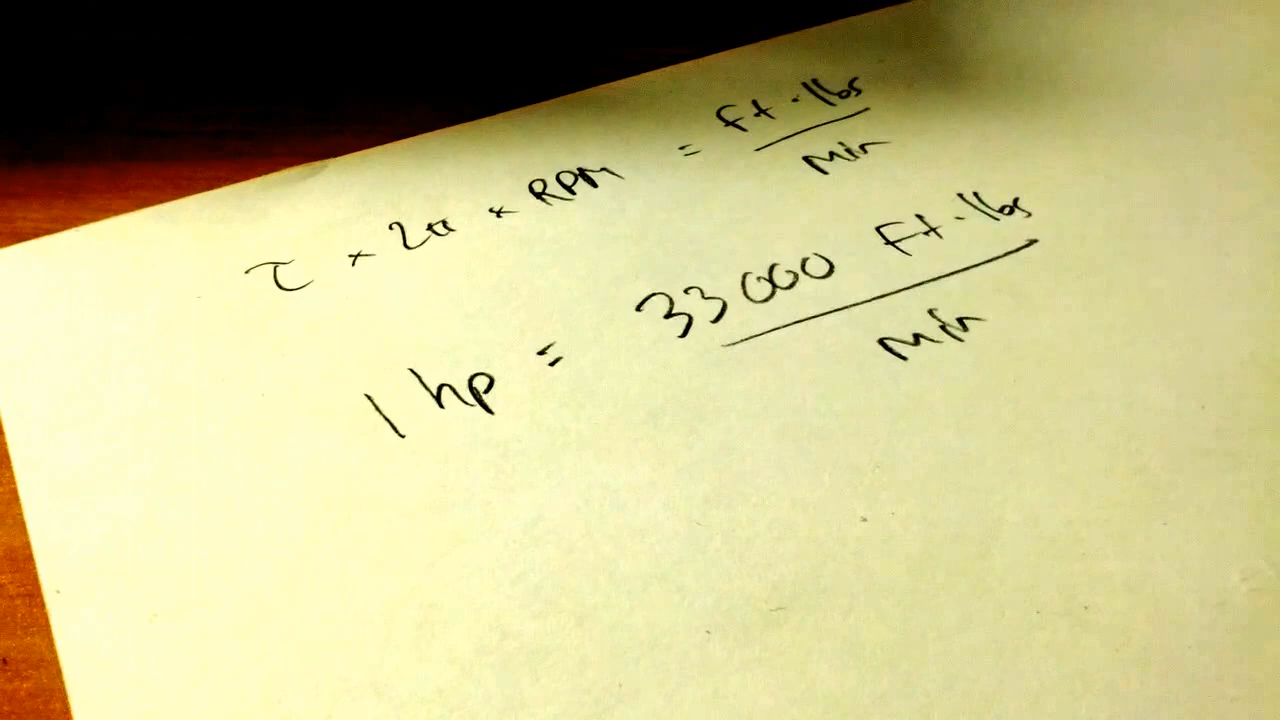 τ × 2π × RPM = Ft · lbs / Min
1 hp = 33000 Ft · lbs / Min